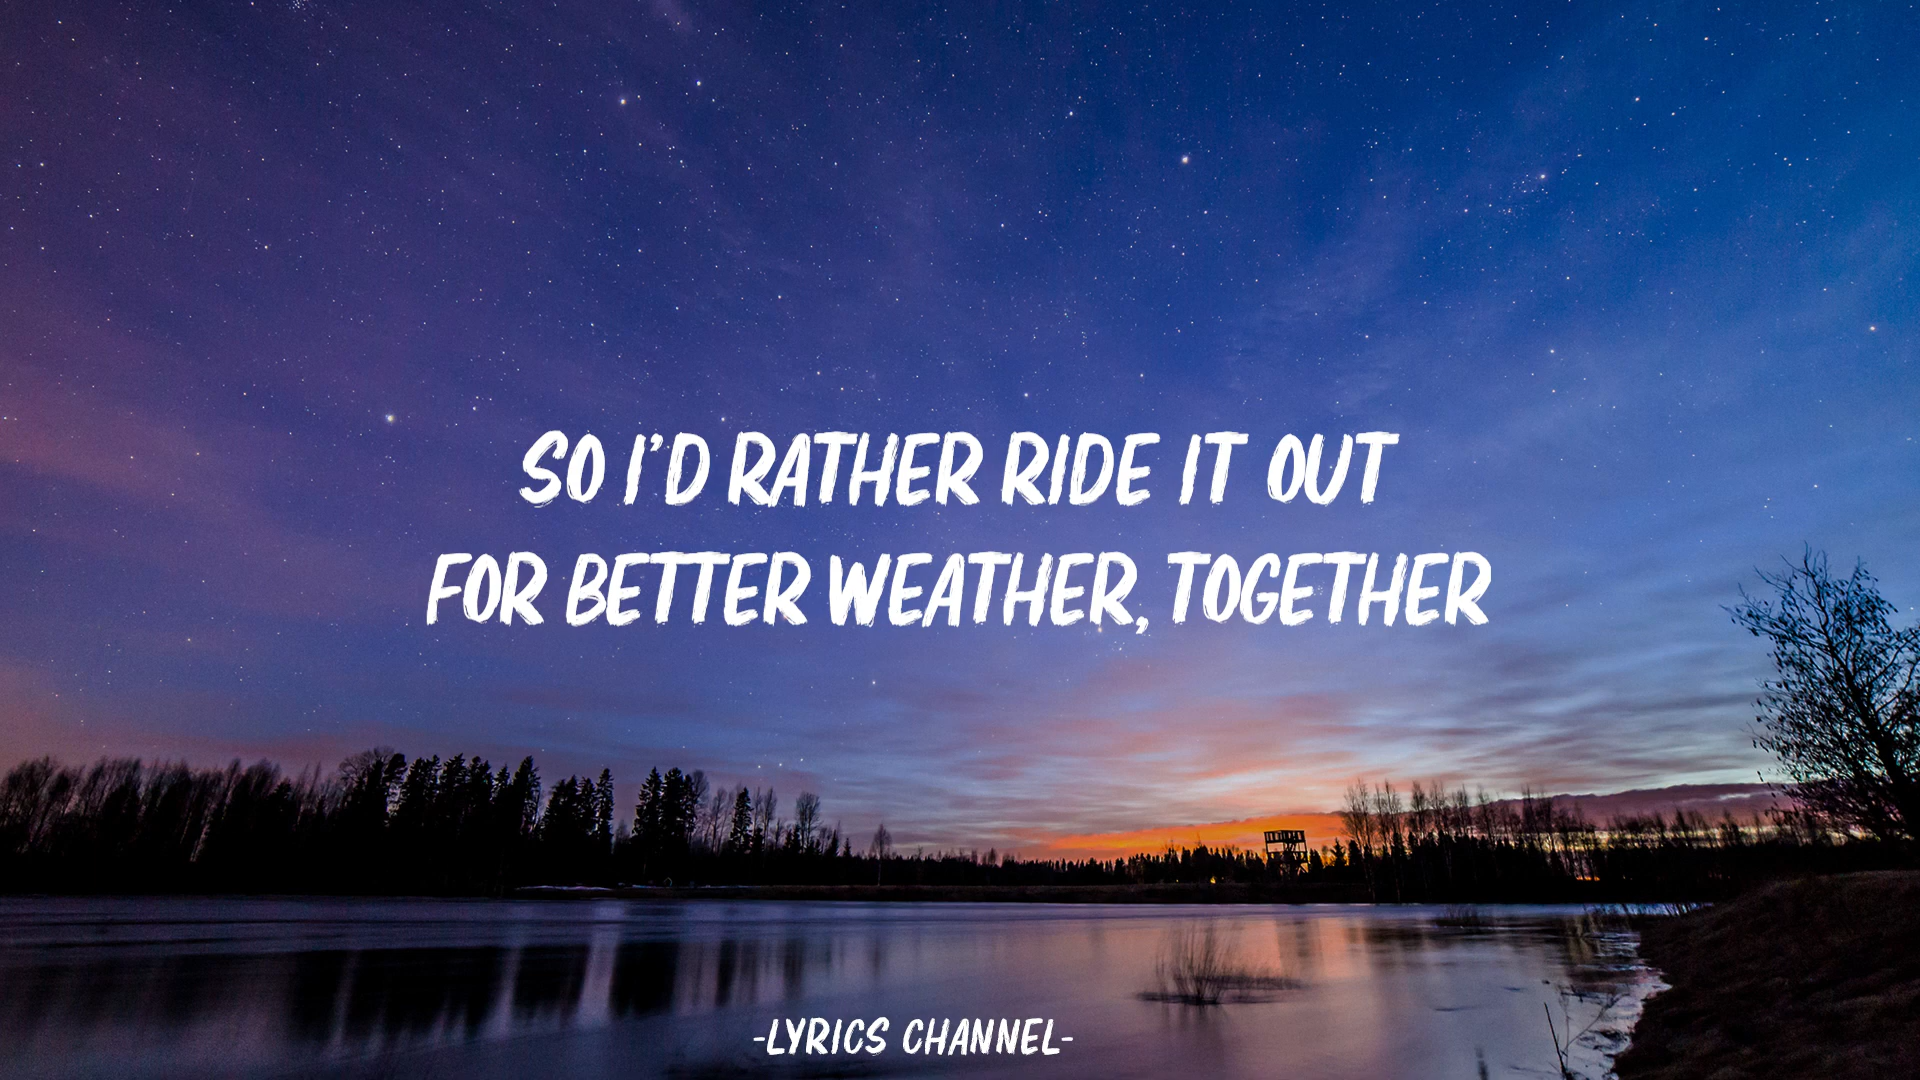 SO I'D RATHER RIDE IT OUT
FOR BETTER WEATHER, TOGETHER
-LYRICS CHANNEL-